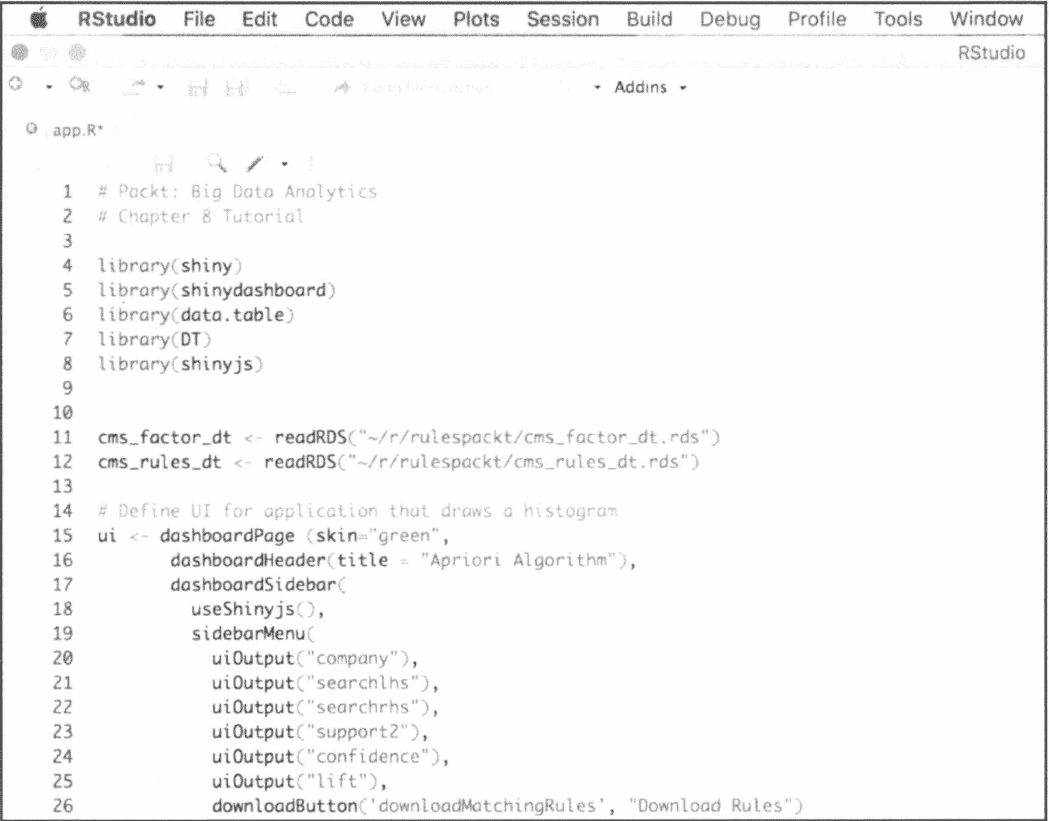 RStudio File Edit Code View Plots Session Build Debug Profile Tools Window
RStudio
Addins
app.R*
1 # Packt: Big Data Analytics
2 # Chapter 8 Tutorial
3
4 library(shiny)
5 library(shinydashboard)
6 library(data.table)
7 library(DT)
8 library(shinyjs)
9
10
11 cms_factor_dt <- readRDS("~/r/rulespackt/cms_factor_dt.rds")
12 cms_rules_dt <- readRDS("~/r/rulespackt/cms_rules_dt.rds")
13
14 # Define UI for application that draws a histogram
15 ui <- dashboardPage (skin="green",
16 dashboardHeader(title = "Apriori Algorithm"),
17 dashboardSidebar(
18 useShinyjs(),
19 sidebarMenu(
20 uiOutput("company"),
21 uiOutput("searchlhs"),
22 uiOutput("searchrhs"),
23 uiOutput("support2"),
24 uiOutput("confidence"),
25 uiOutput("lift"),
26 downloadButton('downloadMatchingRules', "Download Rules")